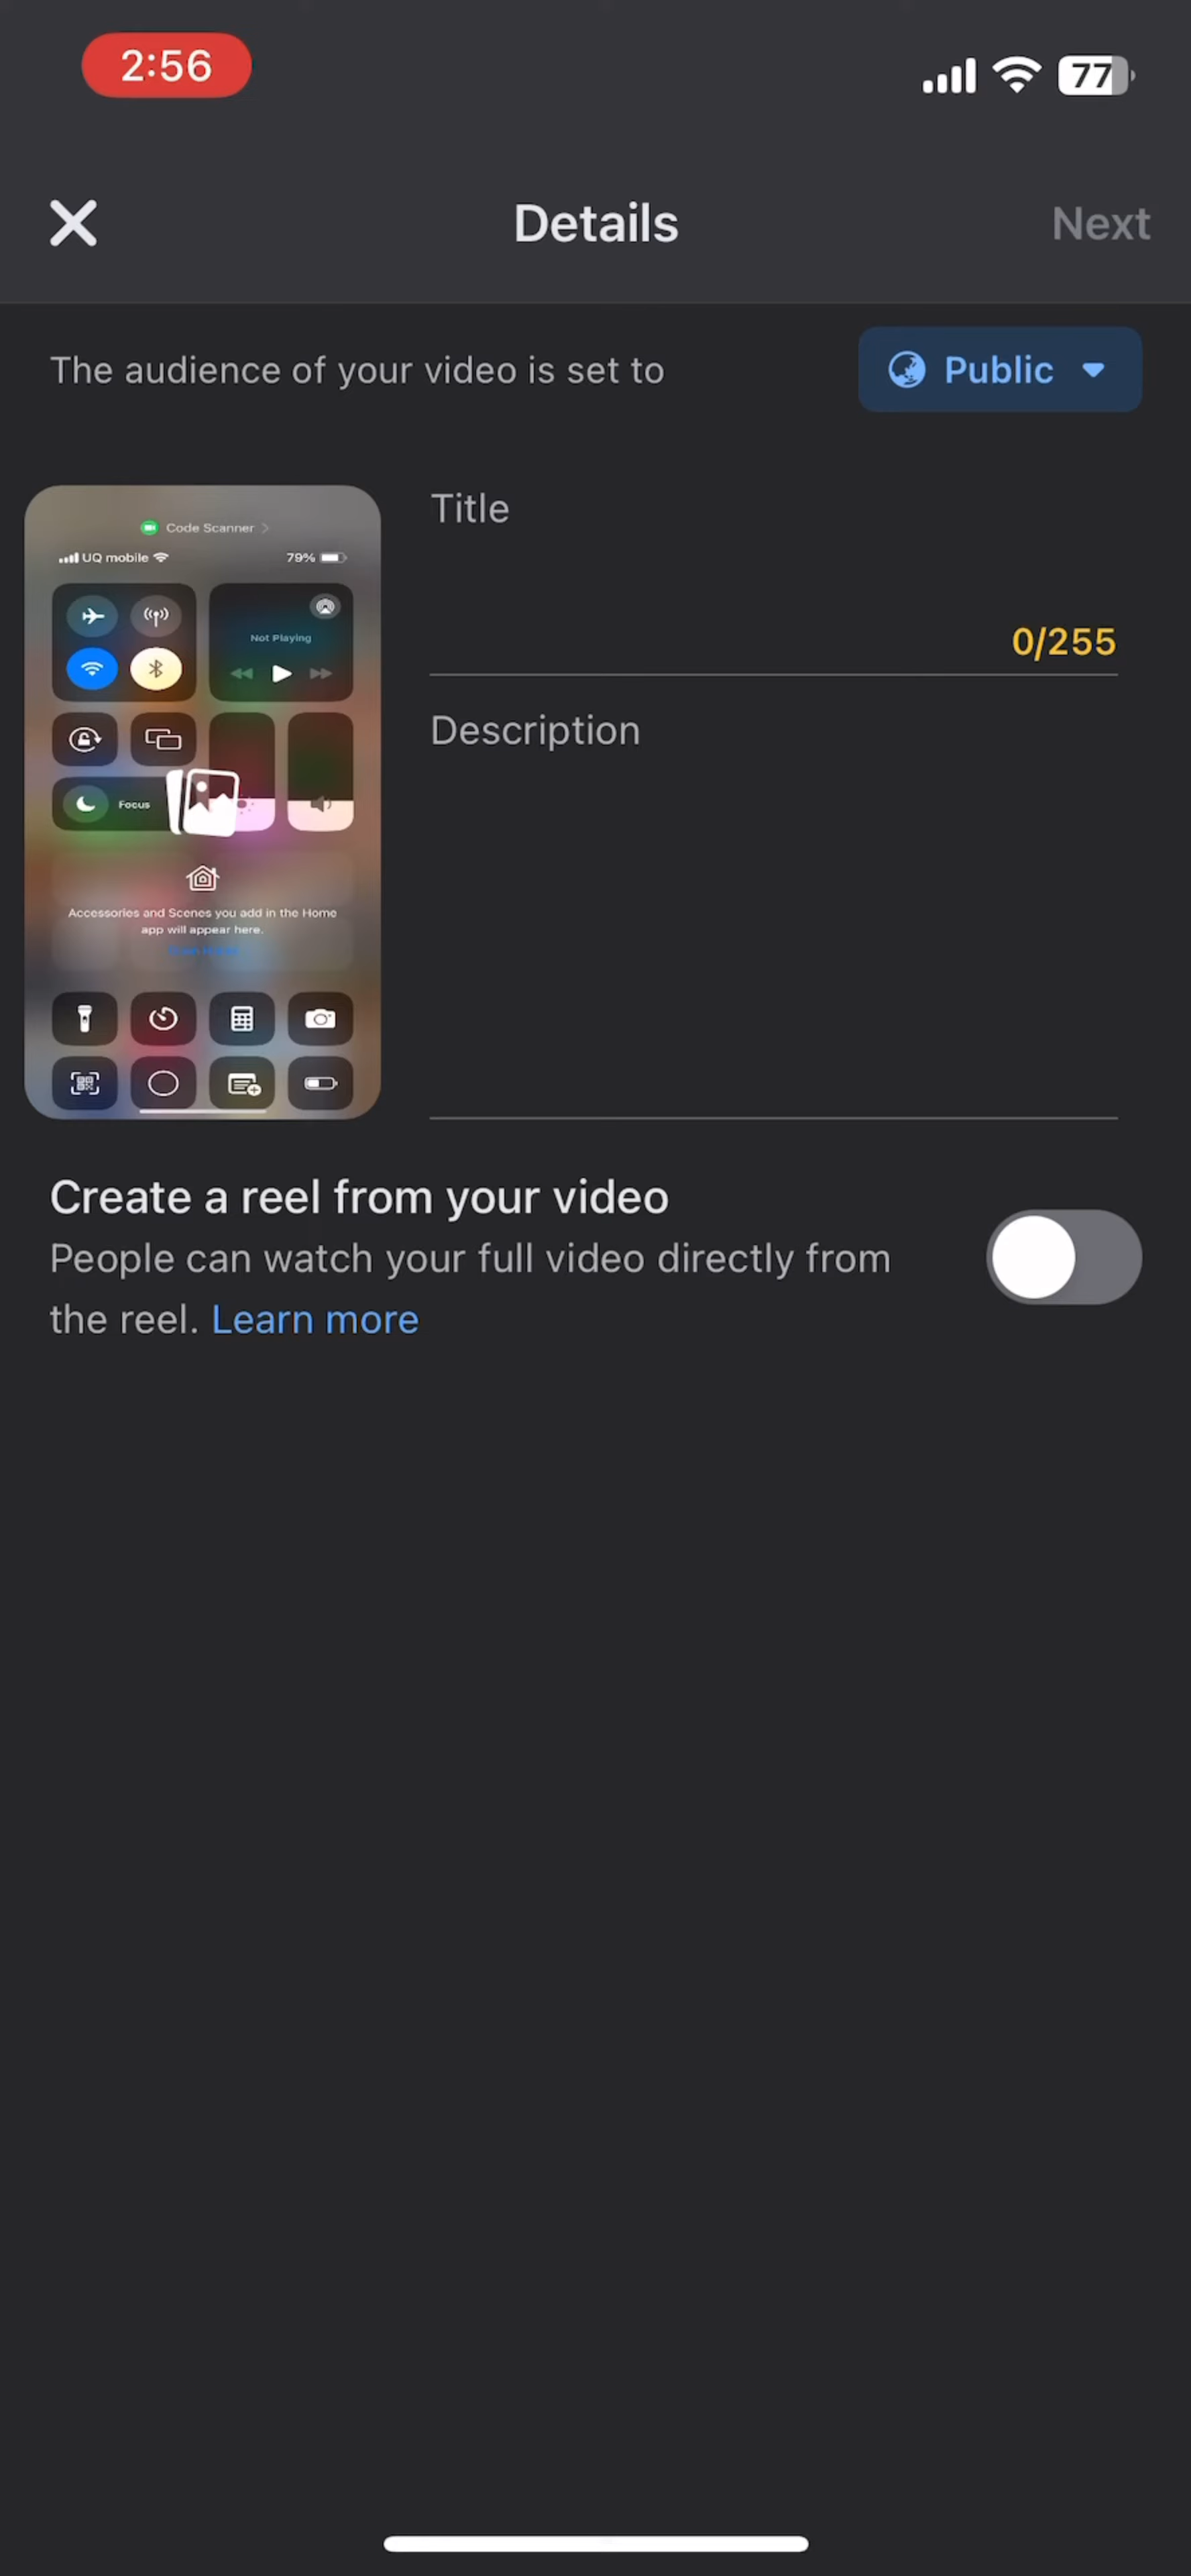 2:56
77
Details
Next
The audience of your video is set to
Public
Code Scanner
UQ mobile
79%
Not Playing
Focus
Accessories and Scenes you add in the Home
app will appear here.
Title
0/255
Description
Create a reel from your video
People can watch your full video directly from
the reel. Learn more